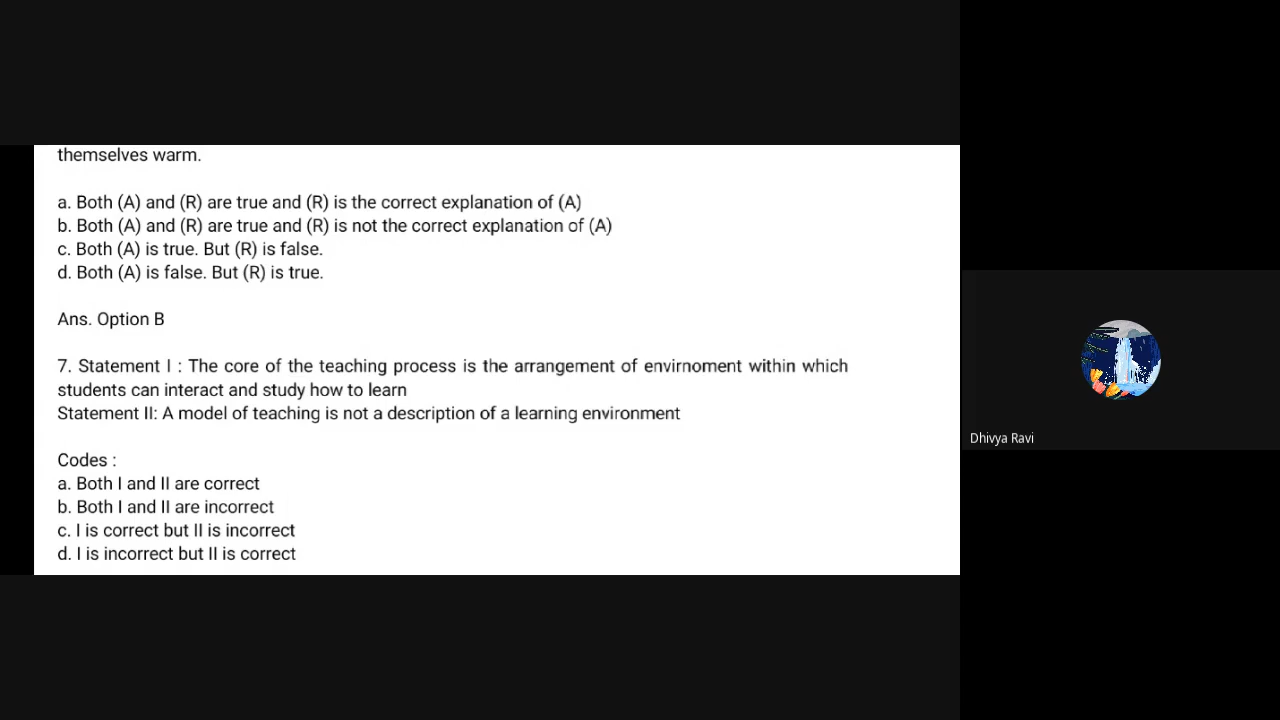 themselves warm.
a. Both (A) and (R) are true and (R) is the correct explanation of (A)
b. Both (A) and (R) are true and (R) is not the correct explanation of (A)
c. Both (A) is true. But (R) is false.
d. Both (A) is false. But (R) is true.
Ans. Option B
7. Statement I : The core of the teaching process is the arrangement of envirnoment within which
students can interact and study how to learn
Statement II: A model of teaching is not a description of a learning environment
Codes :
a. Both I and II are correct
b. Both I and II are incorrect
c. I is correct but II is incorrect
d. I is incorrect but II is correct
Dhivya Ravi